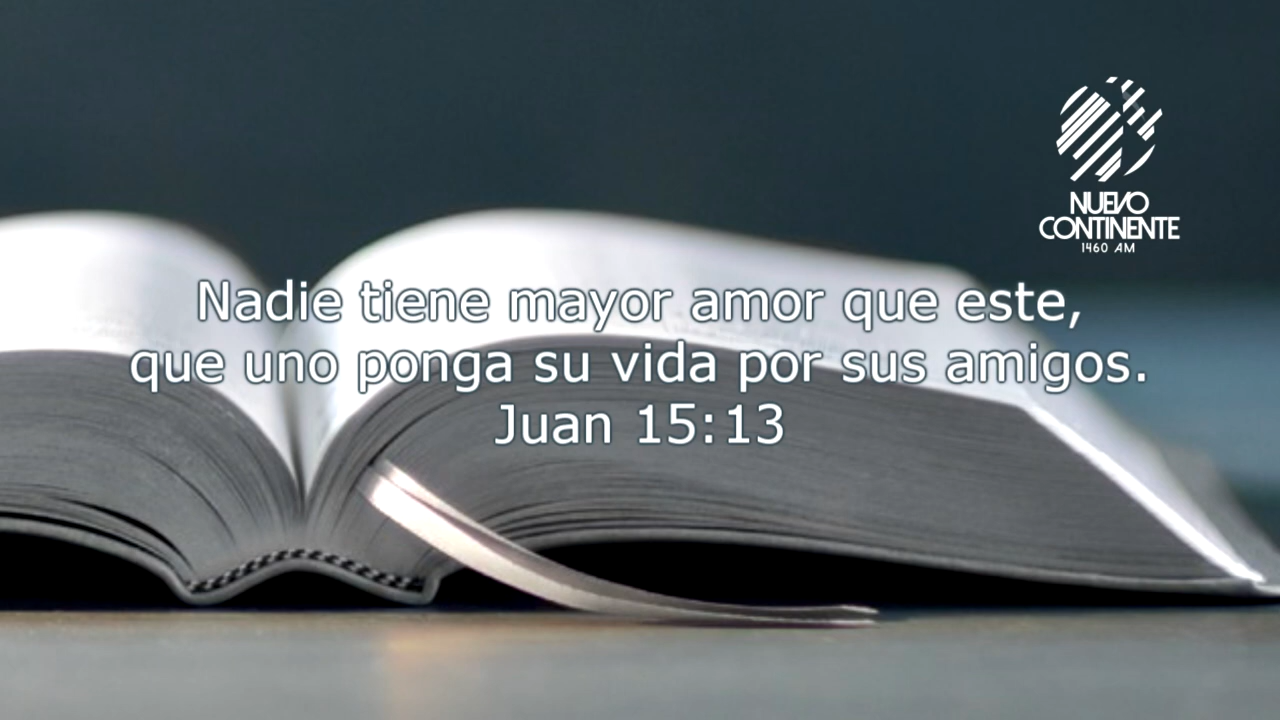 NUEVO
CONTINENTE
1460 AM
Nadie tiene mayor amor que este,
que uno ponga su vida por sus amigos.
Juan 15:13